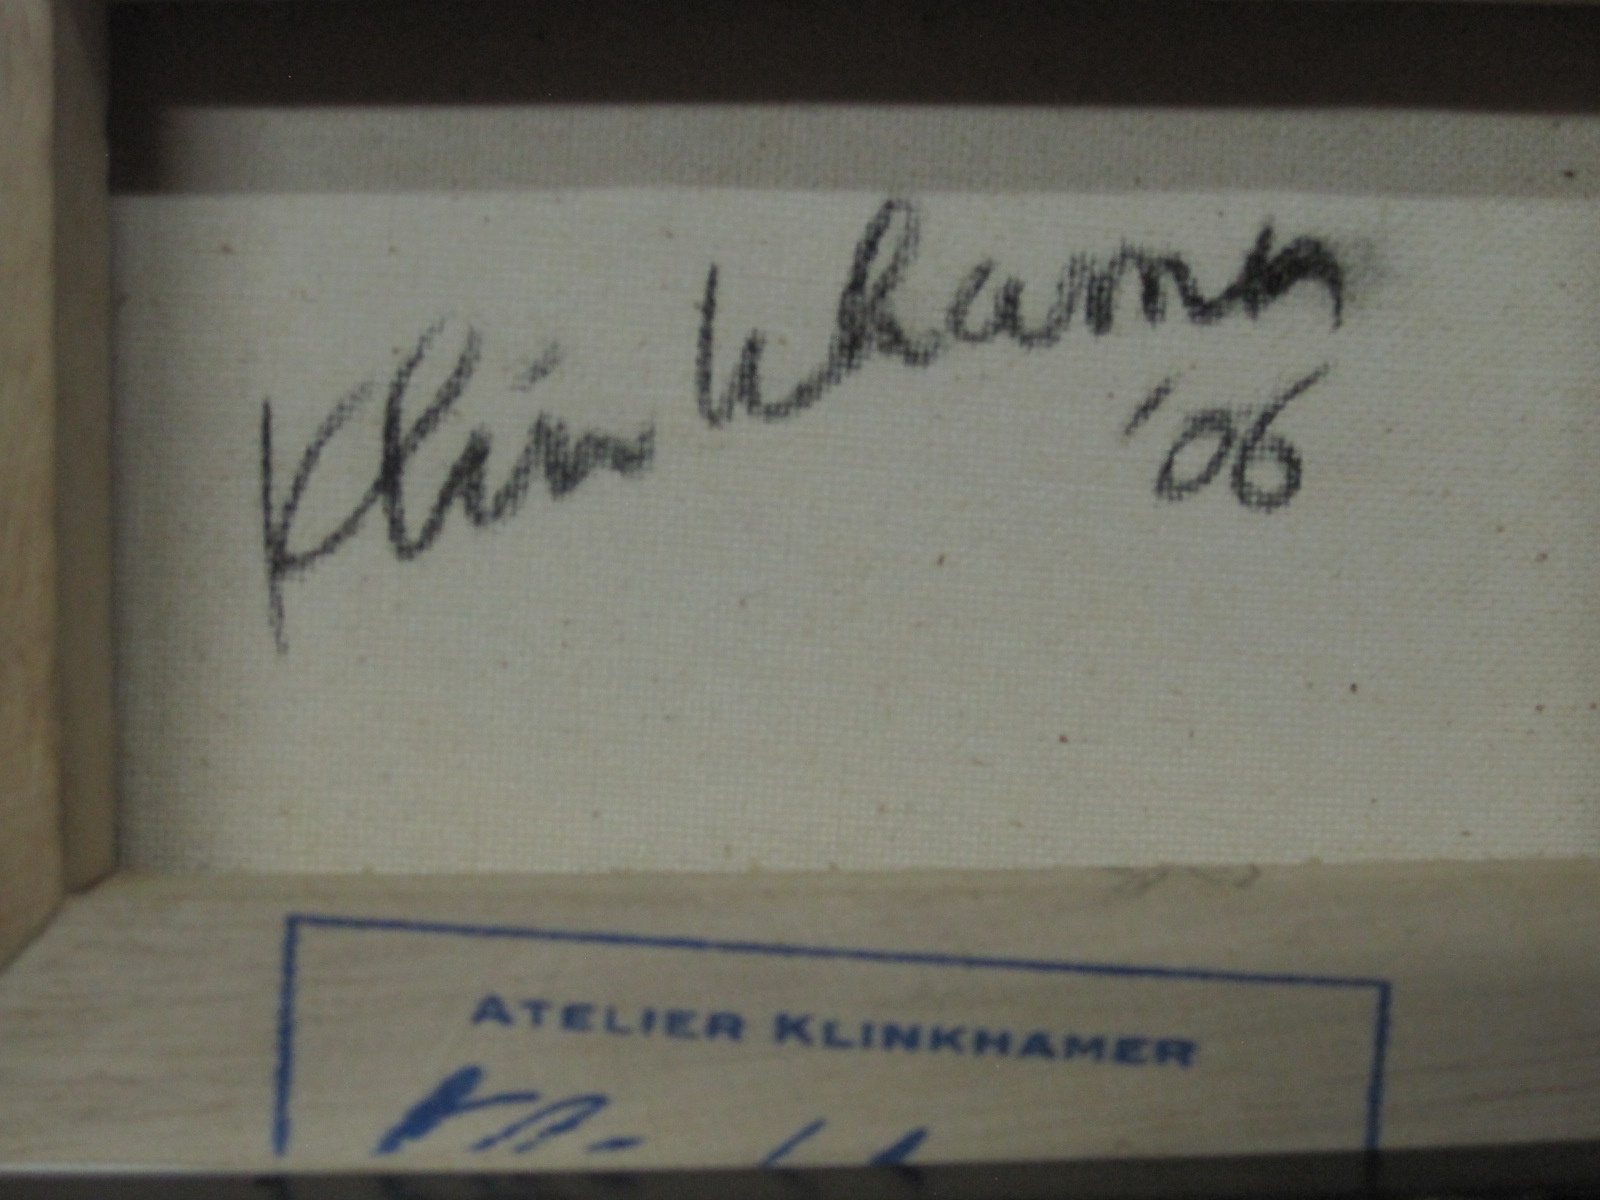 Klinkhamer
'06
ATELIER KLINKHAMER